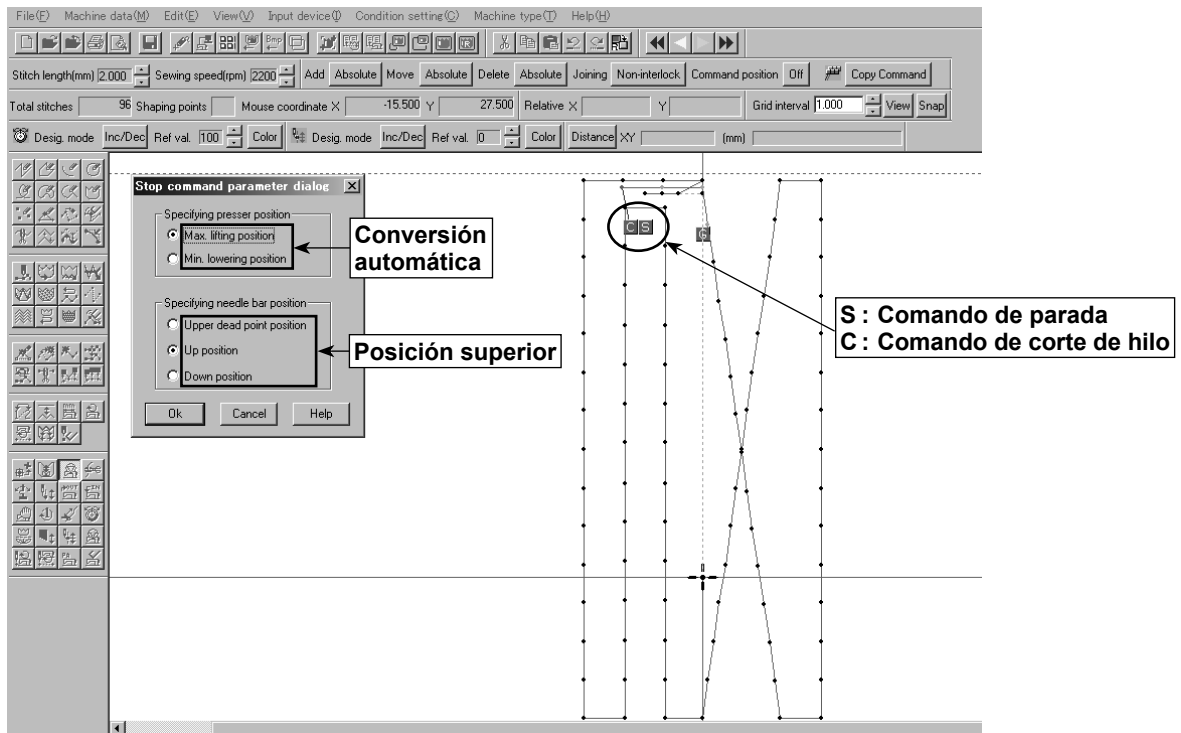 File(F) Machine data(M) Edit(E) View(V) Input device(I) Condition setting(C) Machine type(T) Help(H)
Stitch length(mm) 2.000 Sewing speed(rpm) 2200 Add Absolute Move Absolute Delete Absolute Joining Non-interlock Command position Off Copy Command
Total stitches 96 Shaping points Mouse coordinate X -15.500 Y 27.500 Relative X Y Grid interval 1.000 View Snap
Desig. mode Inc/Dec Ref val. 100 Color Desig. mode Inc/Dec Ref val. 0 Color Distance XY (mm)
Stop command parameter dialog
Specifying presser position
Max. lifting position
Min. lowering position
Conversión
automática
Specifying needle bar position
Upper dead point position
Up position
Down position
Posición superior
Ok Cancel Help
C S
S : Comando de parada
C : Comando de corte de hilo